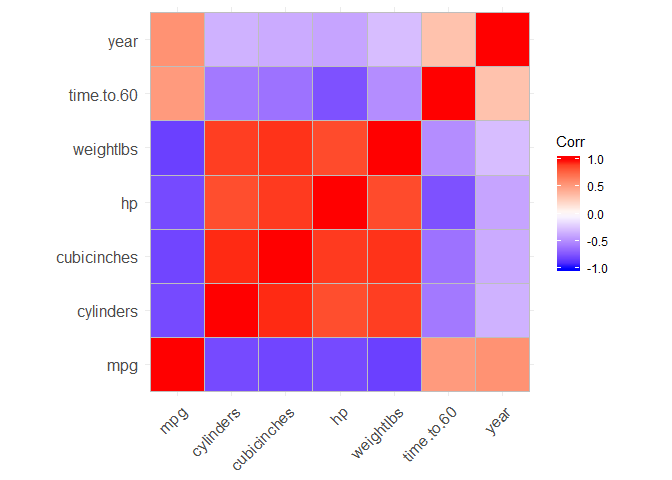 year
time.to.60
weightlbs
hp
cubicinches
cylinders
mpg
mpg
cylinders
cubicinches
hp
weightlbs
time.to.60
year
Corr
1.0
0.5
0.0
-0.5
-1.0